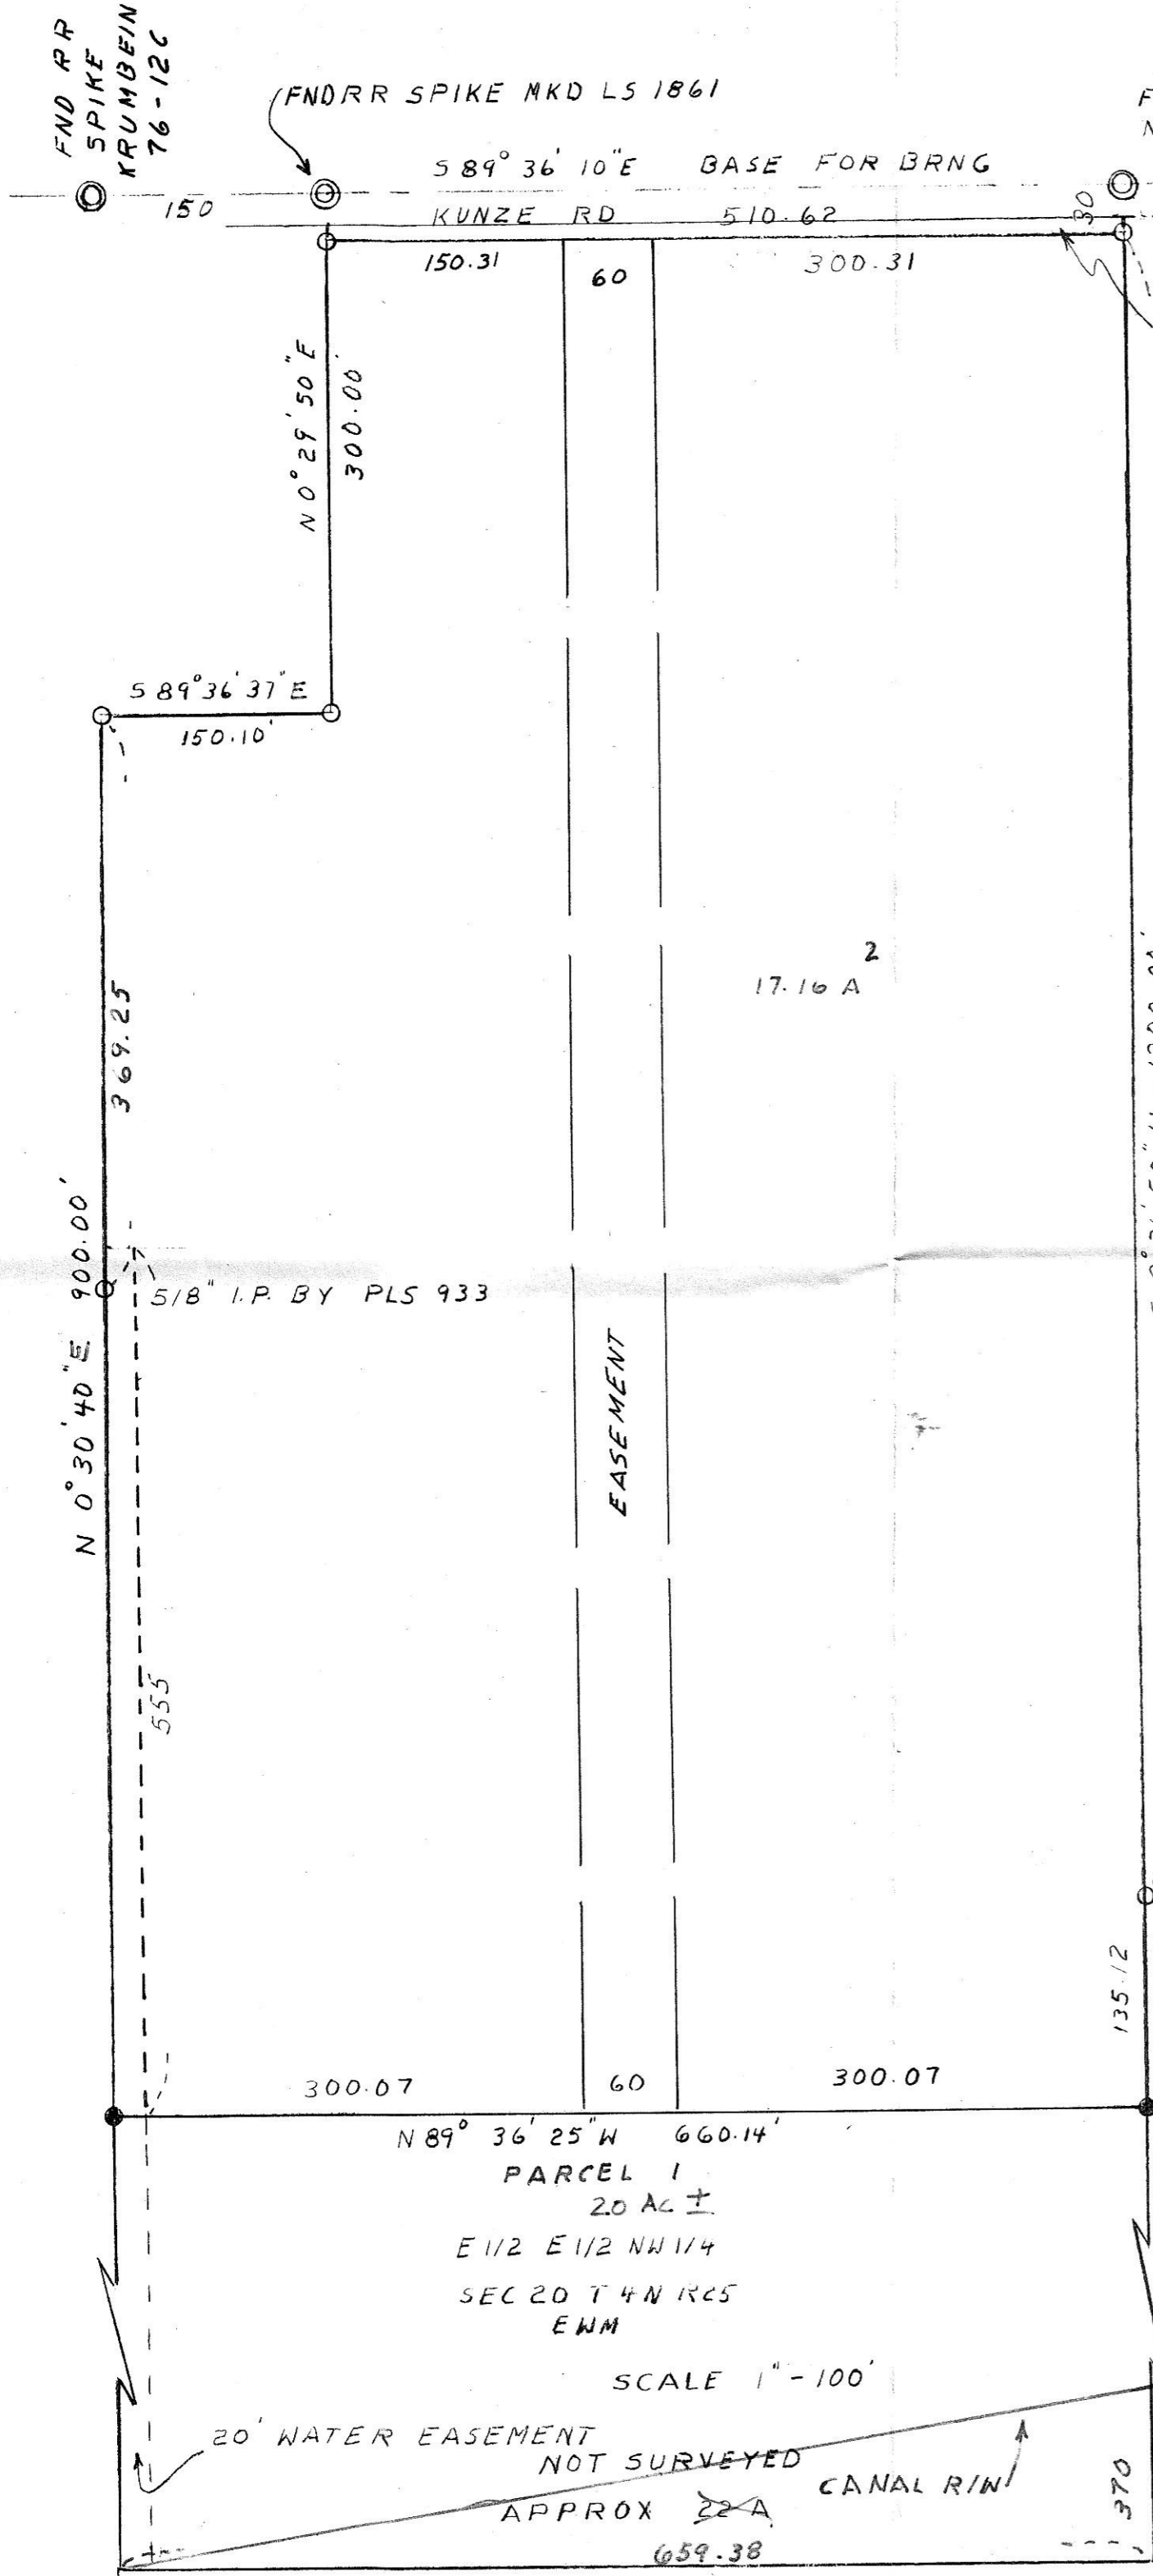 FND RR
SPIKE
KRUMBEIN
76-126
FNDRR SPIKE MKD LS 1861
F
N
S 89° 36' 10" E BASE FOR BRNG
150
KUNZE RD 510.62
30
150.31
60
300.31
N 0° 29' 50" E
300.00'
S 89° 36' 37" E
150.10'
2
17.16 A
369.25
N 0° 30' 40" E 900.00'
5/8" I.P. BY PLS 933
EASEMENT
555
135.12
300.07
60
300.07
N 89° 36' 25" W 660.14'
PARCEL 1
20 Ac ±
E 1/2 E 1/2 NW 1/4
SEC 20 T 4N R25
EWM
SCALE 1" - 100'
20' WATER EASEMENT
NOT SURVEYED
CANAL R/W
APPROX 22 A
370
659.38